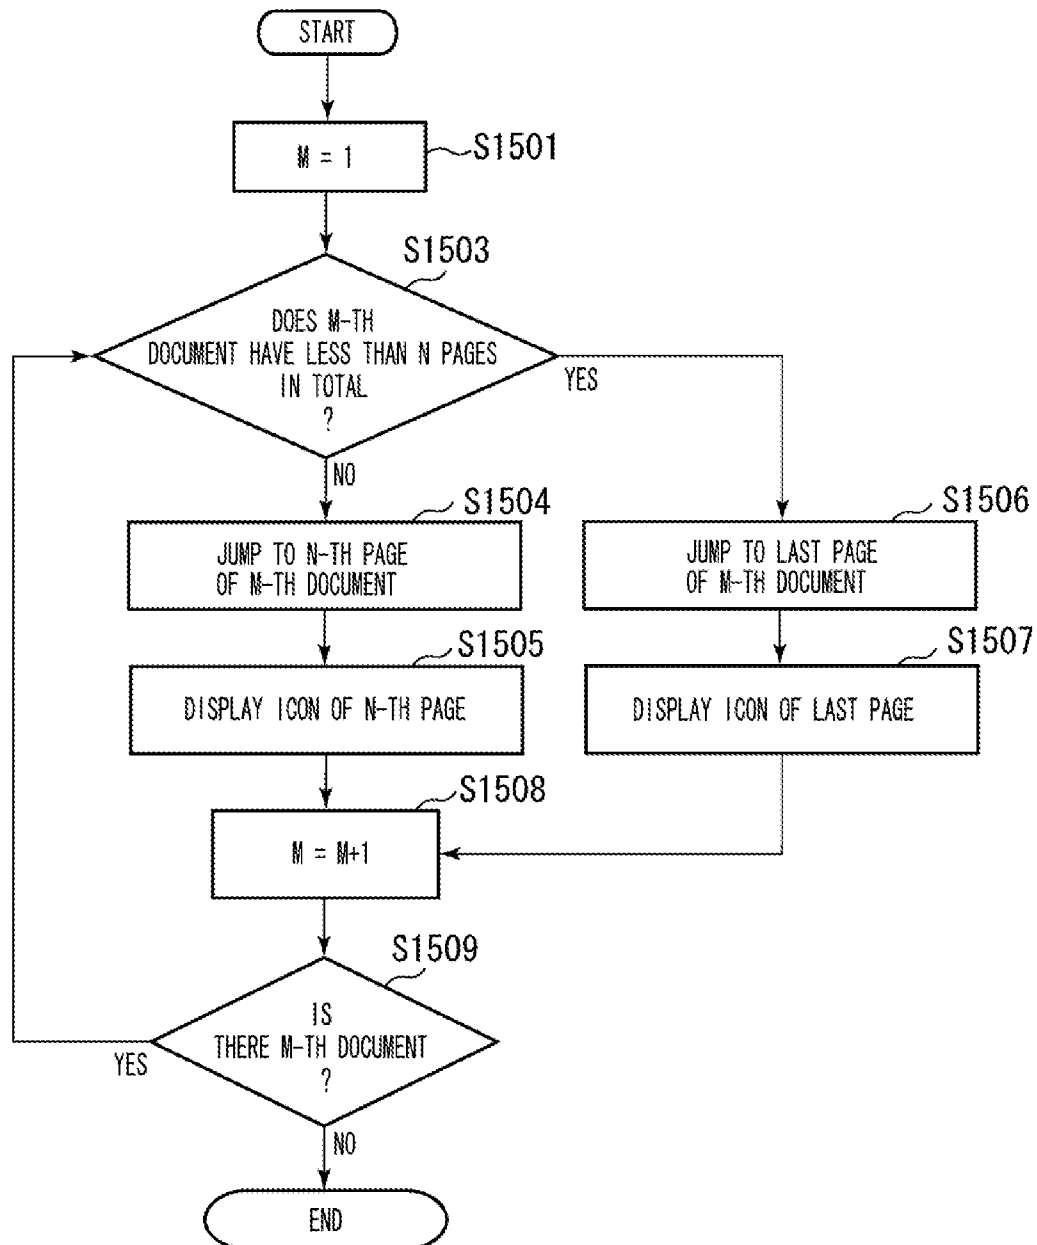 START
M = 1
S1501
S1503
DOES M-TH
DOCUMENT HAVE LESS THAN N PAGES
IN TOTAL
?
YES
NO
S1504
JUMP TO N-TH PAGE
OF M-TH DOCUMENT
S1506
JUMP TO LAST PAGE
OF M-TH DOCUMENT
S1505
DISPLAY ICON OF N-TH PAGE
S1507
DISPLAY ICON OF LAST PAGE
S1508
M = M+1
S1509
IS
THERE M-TH DOCUMENT
?
YES
NO
END